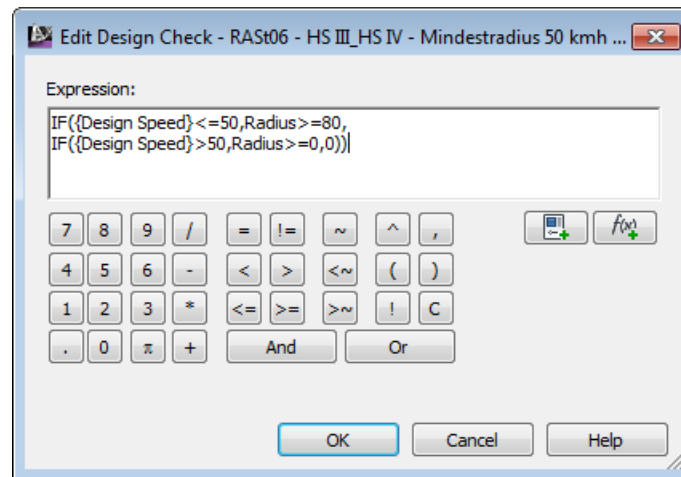 Edit Design Check - RASt06 - HS III_HS IV - Mindestradius 50 kmh ...
Expression:
IF({Design Speed}<=50,Radius>=80,
IF({Design Speed}>50,Radius>=0,0))
7 8 9 / = != ~ ^ , f(x)
4 5 6 - < > <~ ( )
1 2 3 * <= >= >~ ! C
. 0 π + And Or
OK Cancel Help